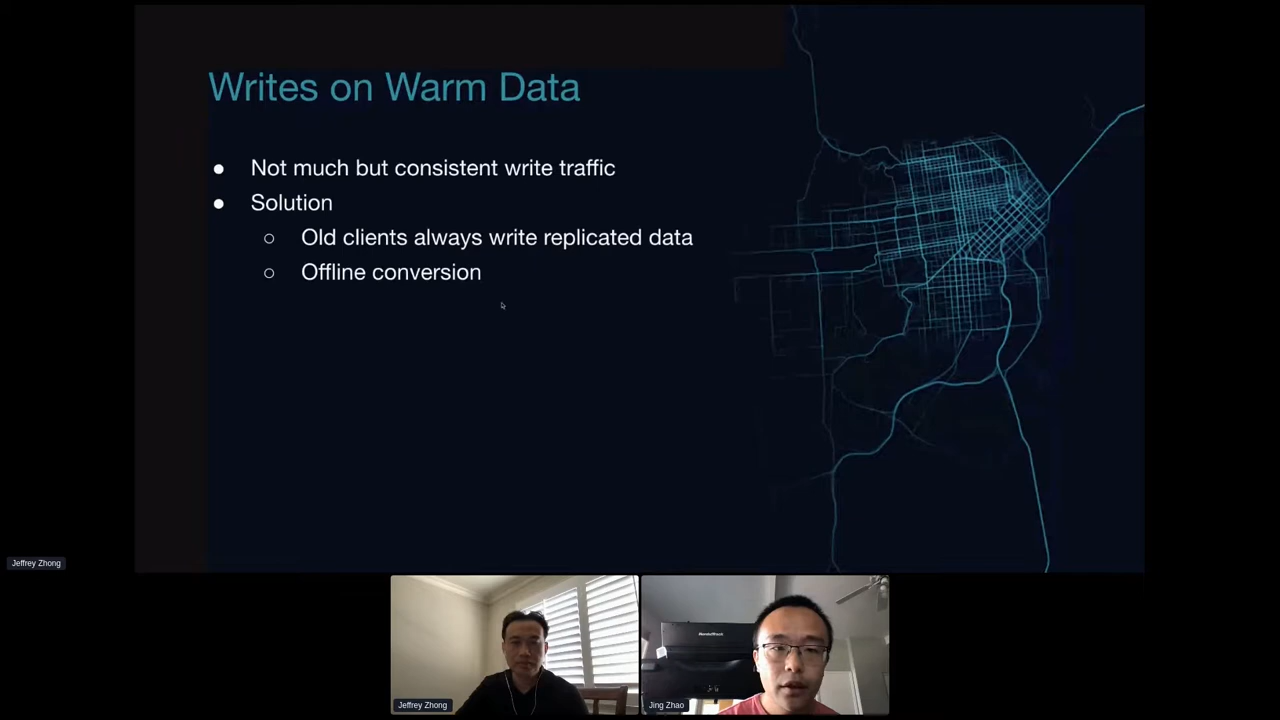 Writes on Warm Data
● Not much but consistent write traffic
● Solution
○ Old clients always write replicated data
○ Offline conversion
Jeffrey Zhong
Jeffrey Zhong
Jing Zhao